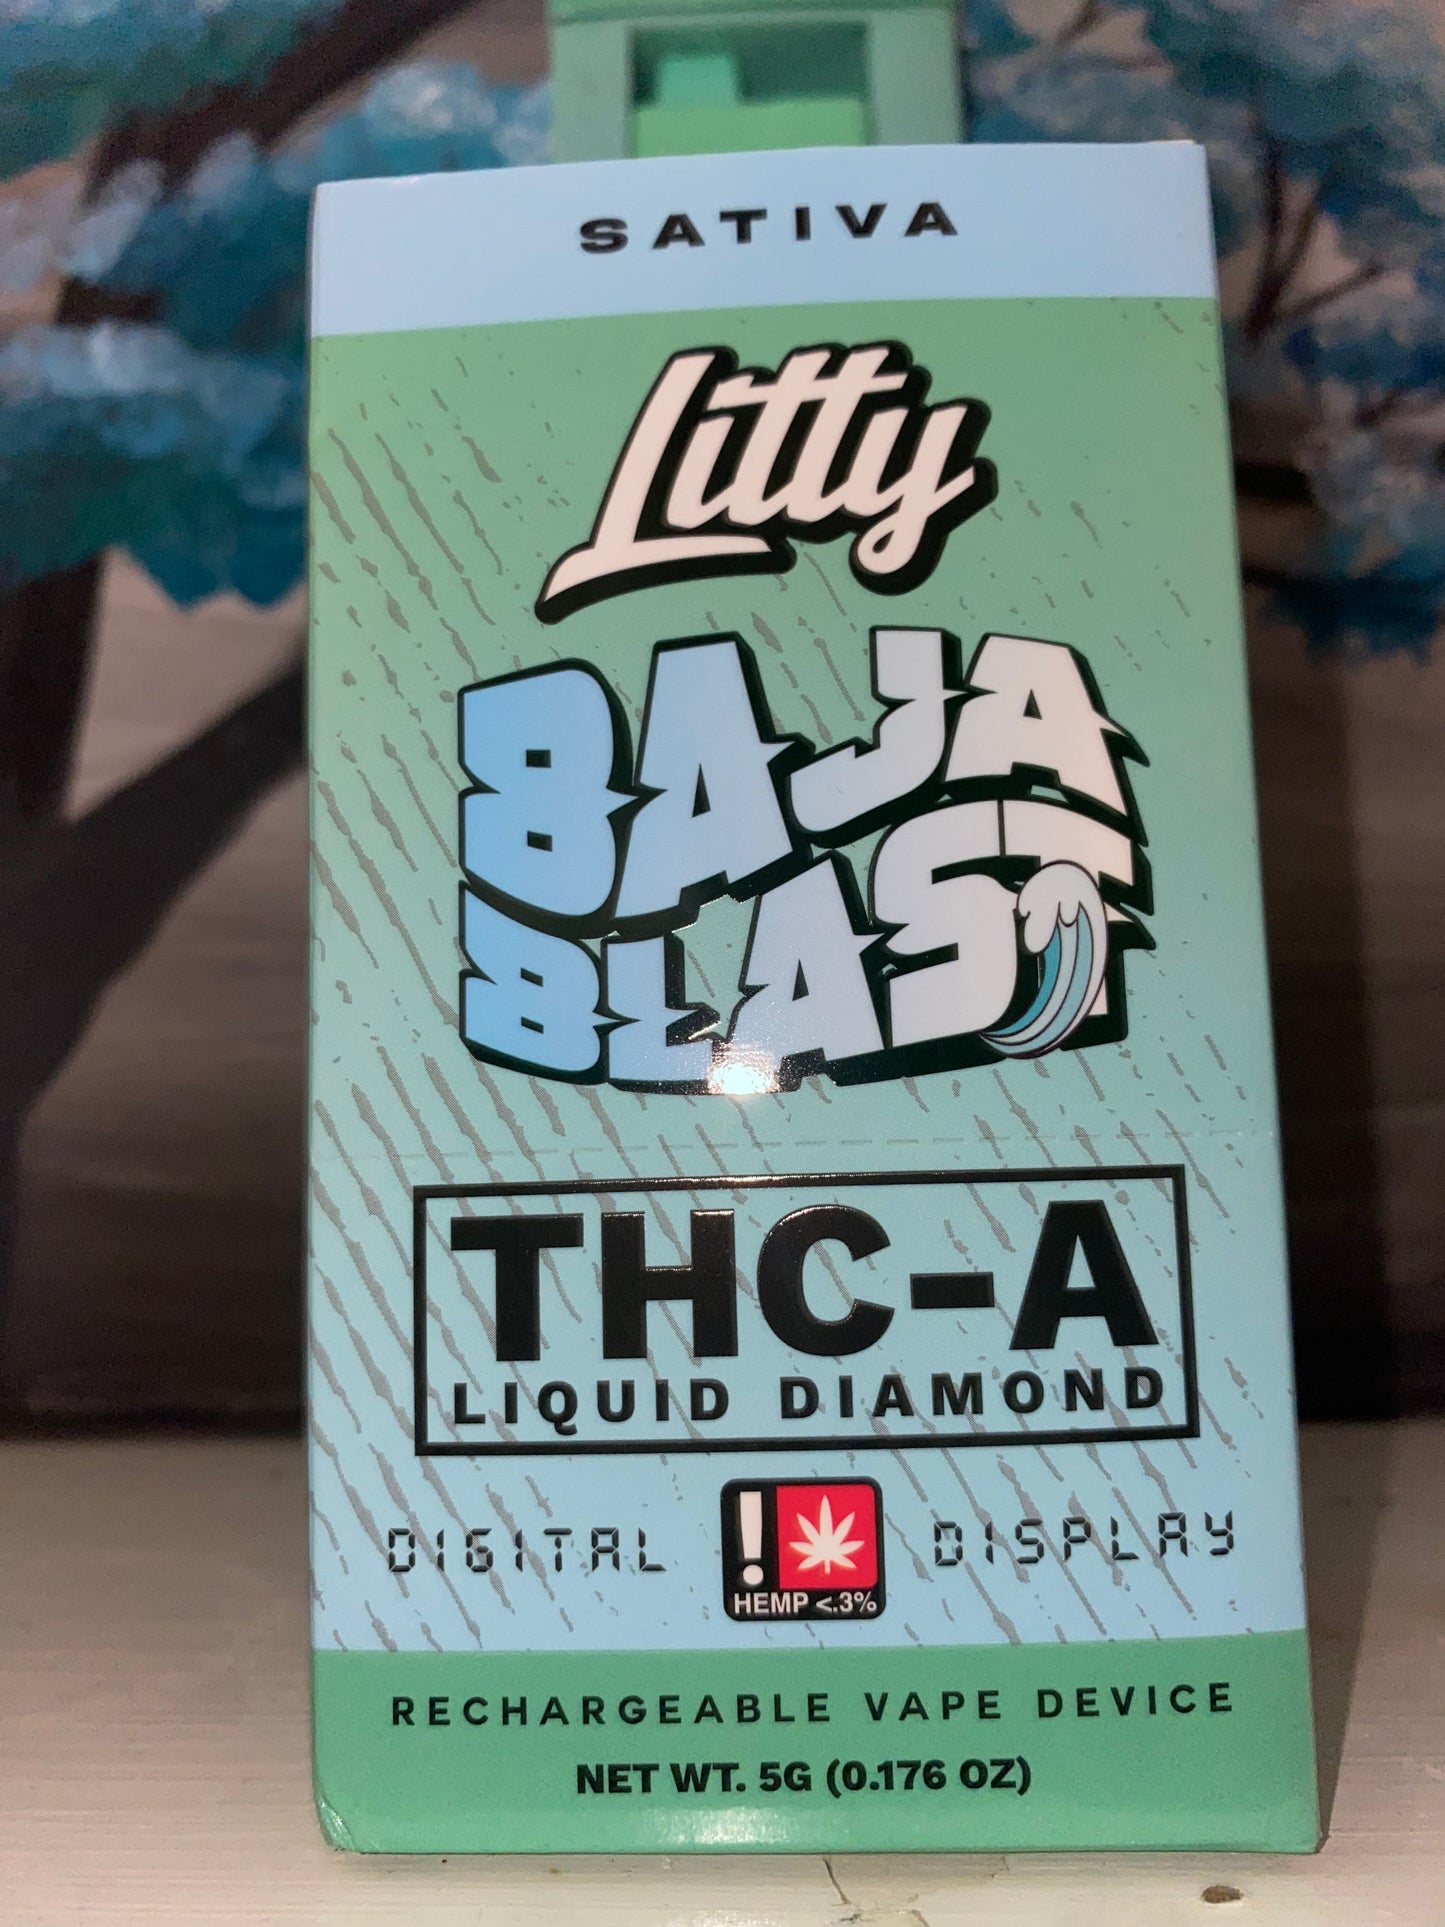 SATIVA
Litty
BAJA
BLAST
THC-A
LIQUID DIAMOND
DIGITAL DISPLAY
!
HEMP <.3%
RECHARGEABLE VAPE DEVICE
NET WT. 5G (0.176 OZ)